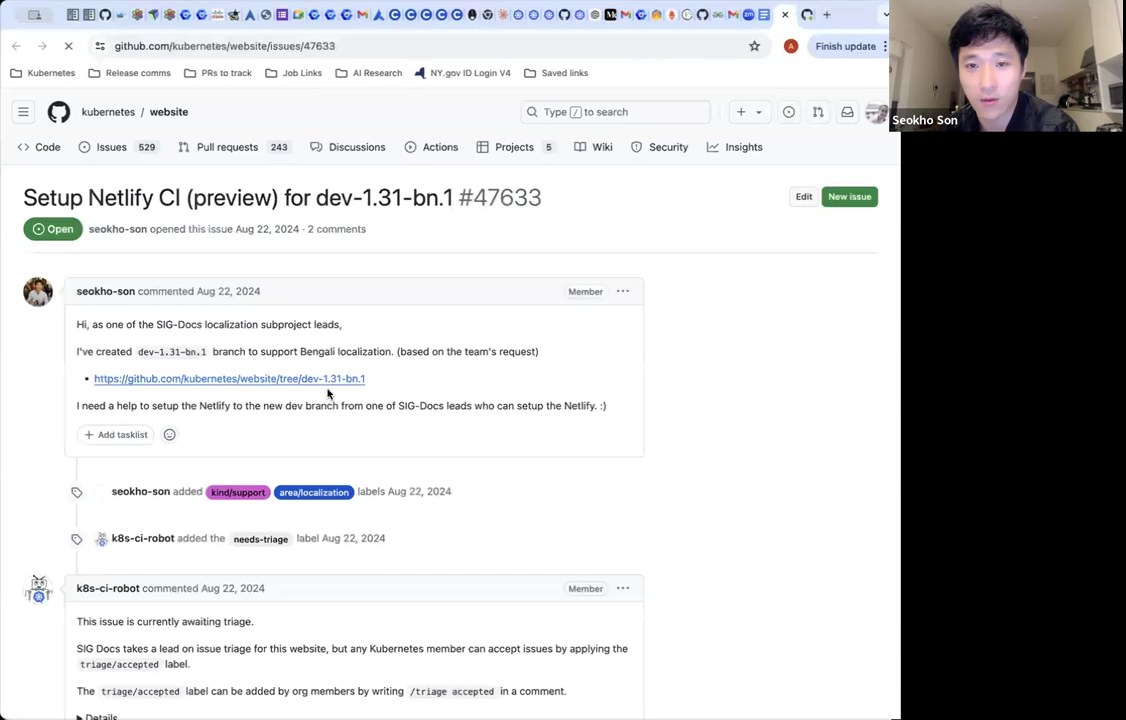 github.com/kubernetes/website/issues/47633
Finish update
Kubernetes
Release comms
PRs to track
Job Links
AI Research
NY.gov ID Login V4
Saved links
kubernetes / website
Type / to search
Code
Issues 529
Pull requests 243
Discussions
Actions
Projects 5
Wiki
Security
Insights
Seokho Son
Setup Netlify CI (preview) for dev-1.31-bn.1 #47633
Edit
New issue
Open
seokho-son opened this issue Aug 22, 2024 · 2 comments
seokho-son commented Aug 22, 2024
Member
Hi, as one of the SIG-Docs localization subproject leads,
I've created dev-1.31-bn.1 branch to support Bengali localization. (based on the team's request)
• https://github.com/kubernetes/website/tree/dev-1.31-bn.1
I need a help to setup the Netlify to the new dev branch from one of SIG-Docs leads who can setup the Netlify. :)
Add tasklist
seokho-son added kind/support area/localization labels Aug 22, 2024
k8s-ci-robot added the needs-triage label Aug 22, 2024
k8s-ci-robot commented Aug 22, 2024
Member
This issue is currently awaiting triage.
SIG Docs takes a lead on issue triage for this website, but any Kubernetes member can accept issues by applying the
triage/accepted label.
The triage/accepted label can be added by org members by writing /triage accepted in a comment.
Details